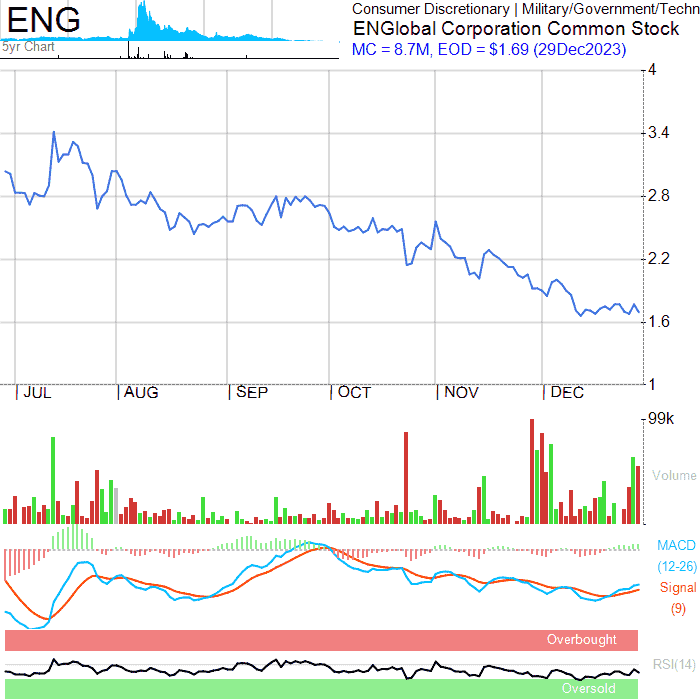 ENG
5yr Chart
Consumer Discretionary | Military/Government/Techn
ENGlobal Corporation Common Stock
MC = 8.7M, EOD = $1.69 (29Dec2023)
4
3.4
2.8
2.2
1.6
1
JUL
AUG
SEP
OCT
NOV
DEC
99k
Volume
MACD
(12-26)
Signal
(9)
Overbought
RSI(14)
Oversold